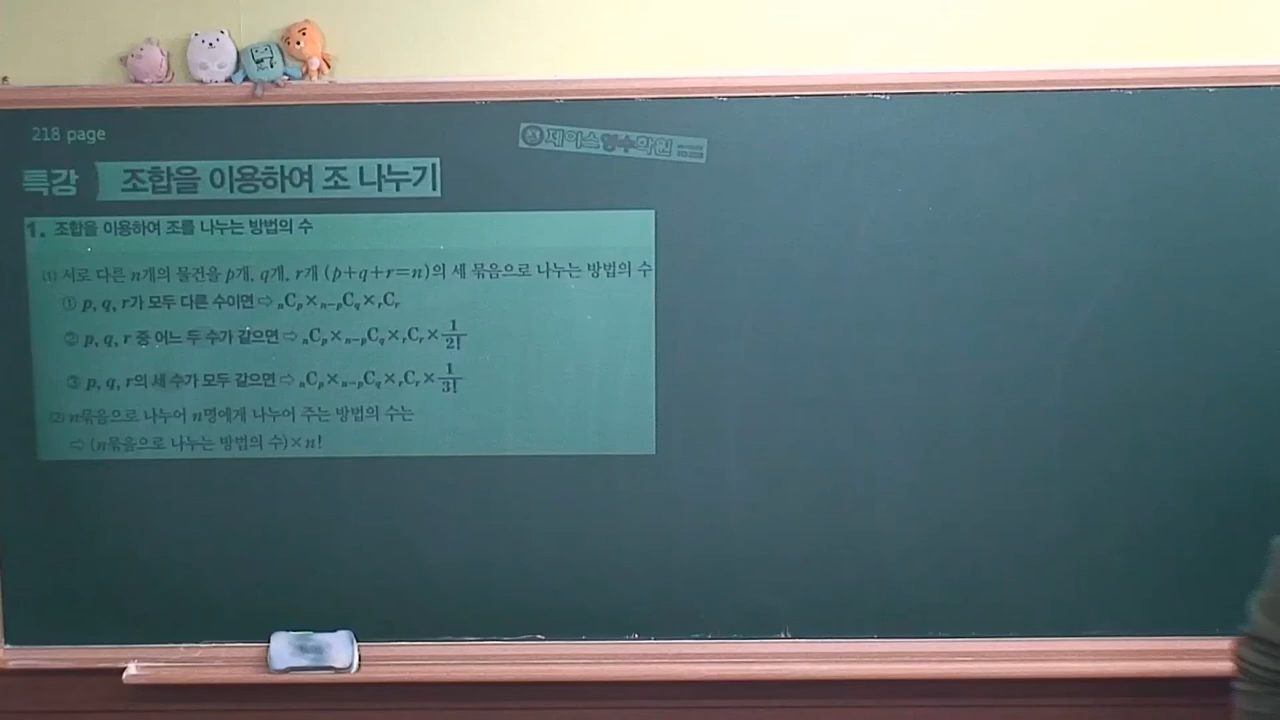 218 page
제이스영수학원
특강 조합을 이용하여 조 나누기
1. 조합을 이용하여 조를 나누는 방법의 수
(1) 서로 다른 n개의 물건을 p개, q개, r개 (p+q+r=n)의 세 묶음으로 나누는 방법의 수
① p, q, r가 모두 다른 수이면 ⇨ ₙCₚ×ₙ₋ₚC_q×ᵣCᵣ
② p, q, r 중 어느 두 수가 같으면 ⇨ ₙCₚ×ₙ₋ₚC_q×ᵣCᵣ×1/2!
③ p, q, r의 세 수가 모두 같으면 ⇨ ₙCₚ×ₙ₋ₚC_q×ᵣCᵣ×1/3!
(2) n묶음으로 나누어 n명에게 나누어 주는 방법의 수는
⇨ (n묶음으로 나누는 방법의 수)×n!